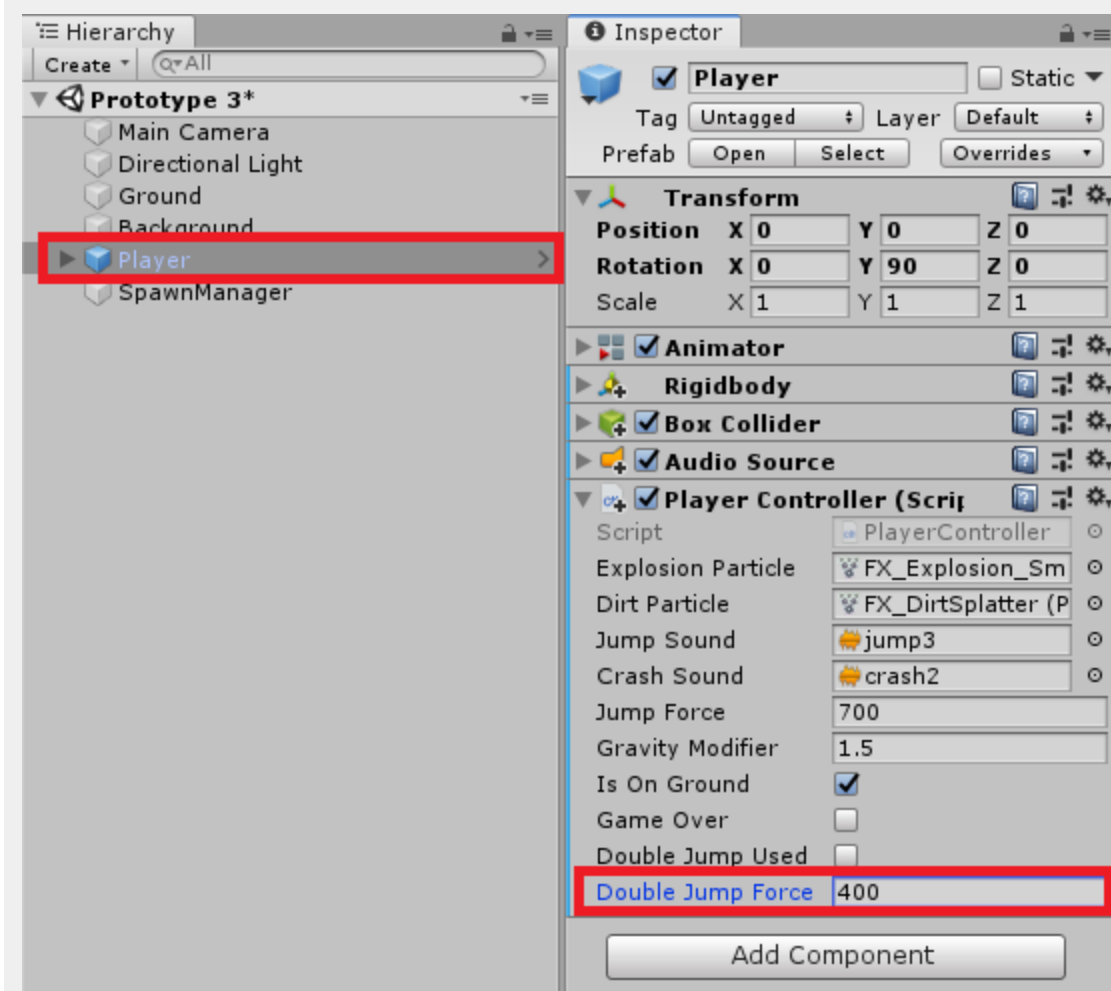 Hierarchy
Create
All
Prototype 3*
Main Camera
Directional Light
Ground
Background
Player
SpawnManager
Inspector
Player Static
Tag Untagged Layer Default
Prefab Open Select Overrides
Transform
Position X 0 Y 0 Z 0
Rotation X 0 Y 90 Z 0
Scale X 1 Y 1 Z 1
Animator
Rigidbody
Box Collider
Audio Source
Player Controller (Scrip
Script PlayerController
Explosion Particle FX_Explosion_Sm
Dirt Particle FX_DirtSplatter (P
Jump Sound jump3
Crash Sound crash2
Jump Force 700
Gravity Modifier 1.5
Is On Ground
Game Over
Double Jump Used
Double Jump Force 400
Add Component